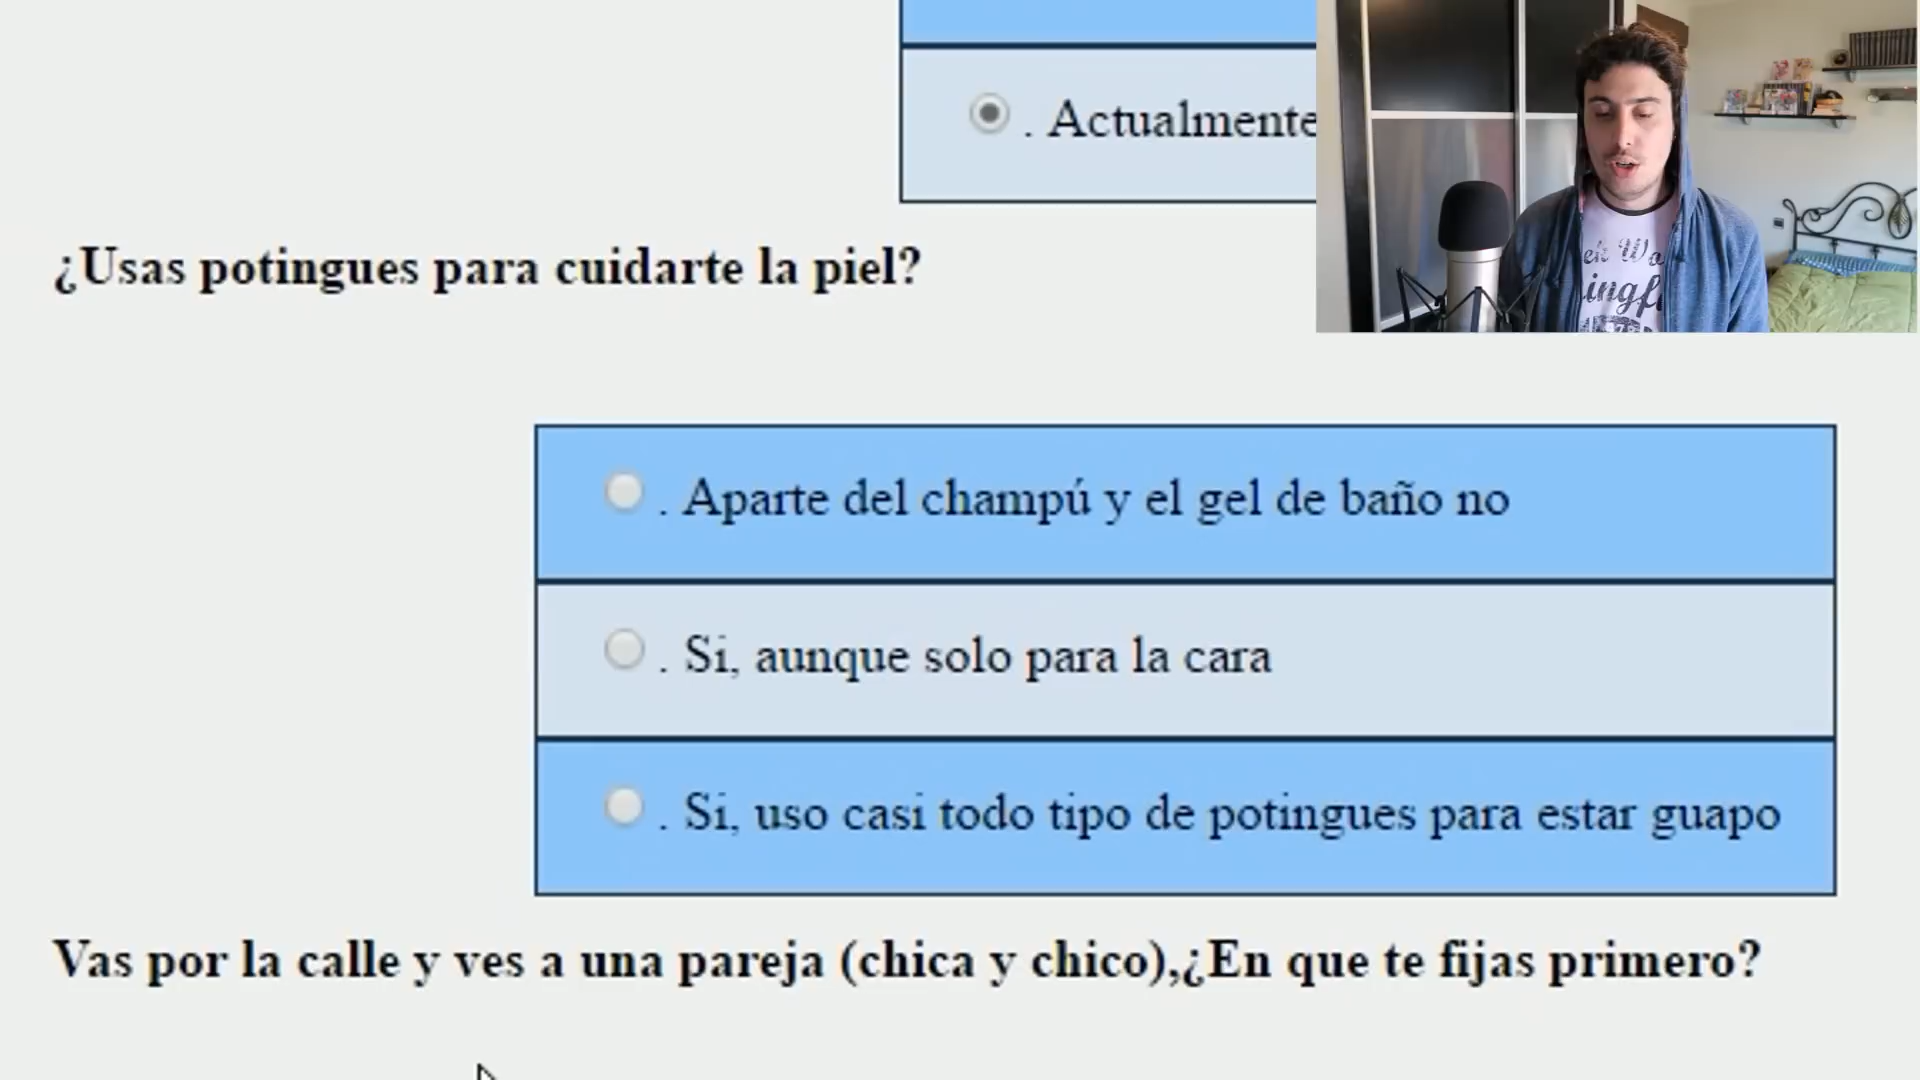 . Actualmente
¿Usas potingues para cuidarte la piel?
. Aparte del champú y el gel de baño no
. Si, aunque solo para la cara
. Si, uso casi todo tipo de potingues para estar guapo
Vas por la calle y ves a una pareja (chica y chico),¿En que te fijas primero?